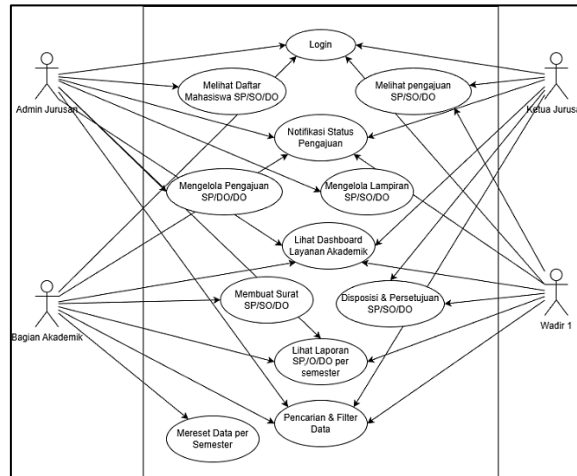 Login
Melihat Daftar
Mahasiswa SP/SO/DO
Melihat pengajuan
SP/SO/DO
Admin Jurusan
Ketua Jurusa
Notifikasi Status
Pengajuan
Mengelola Pengajuan
SP/DO/DO
Mengelola Lampiran
SP/SO/DO
Lihat Dashboard
Layanan Akademik
Membuat Surat
SP/SO/DO
Disposisi & Persetujuan
SP/SO/DO
Bagian Akademik
Wadir 1
Lihat Laporan
SP,/O/DO per
semester
Pencarian & Filter
Data
Mereset Data per
Semester